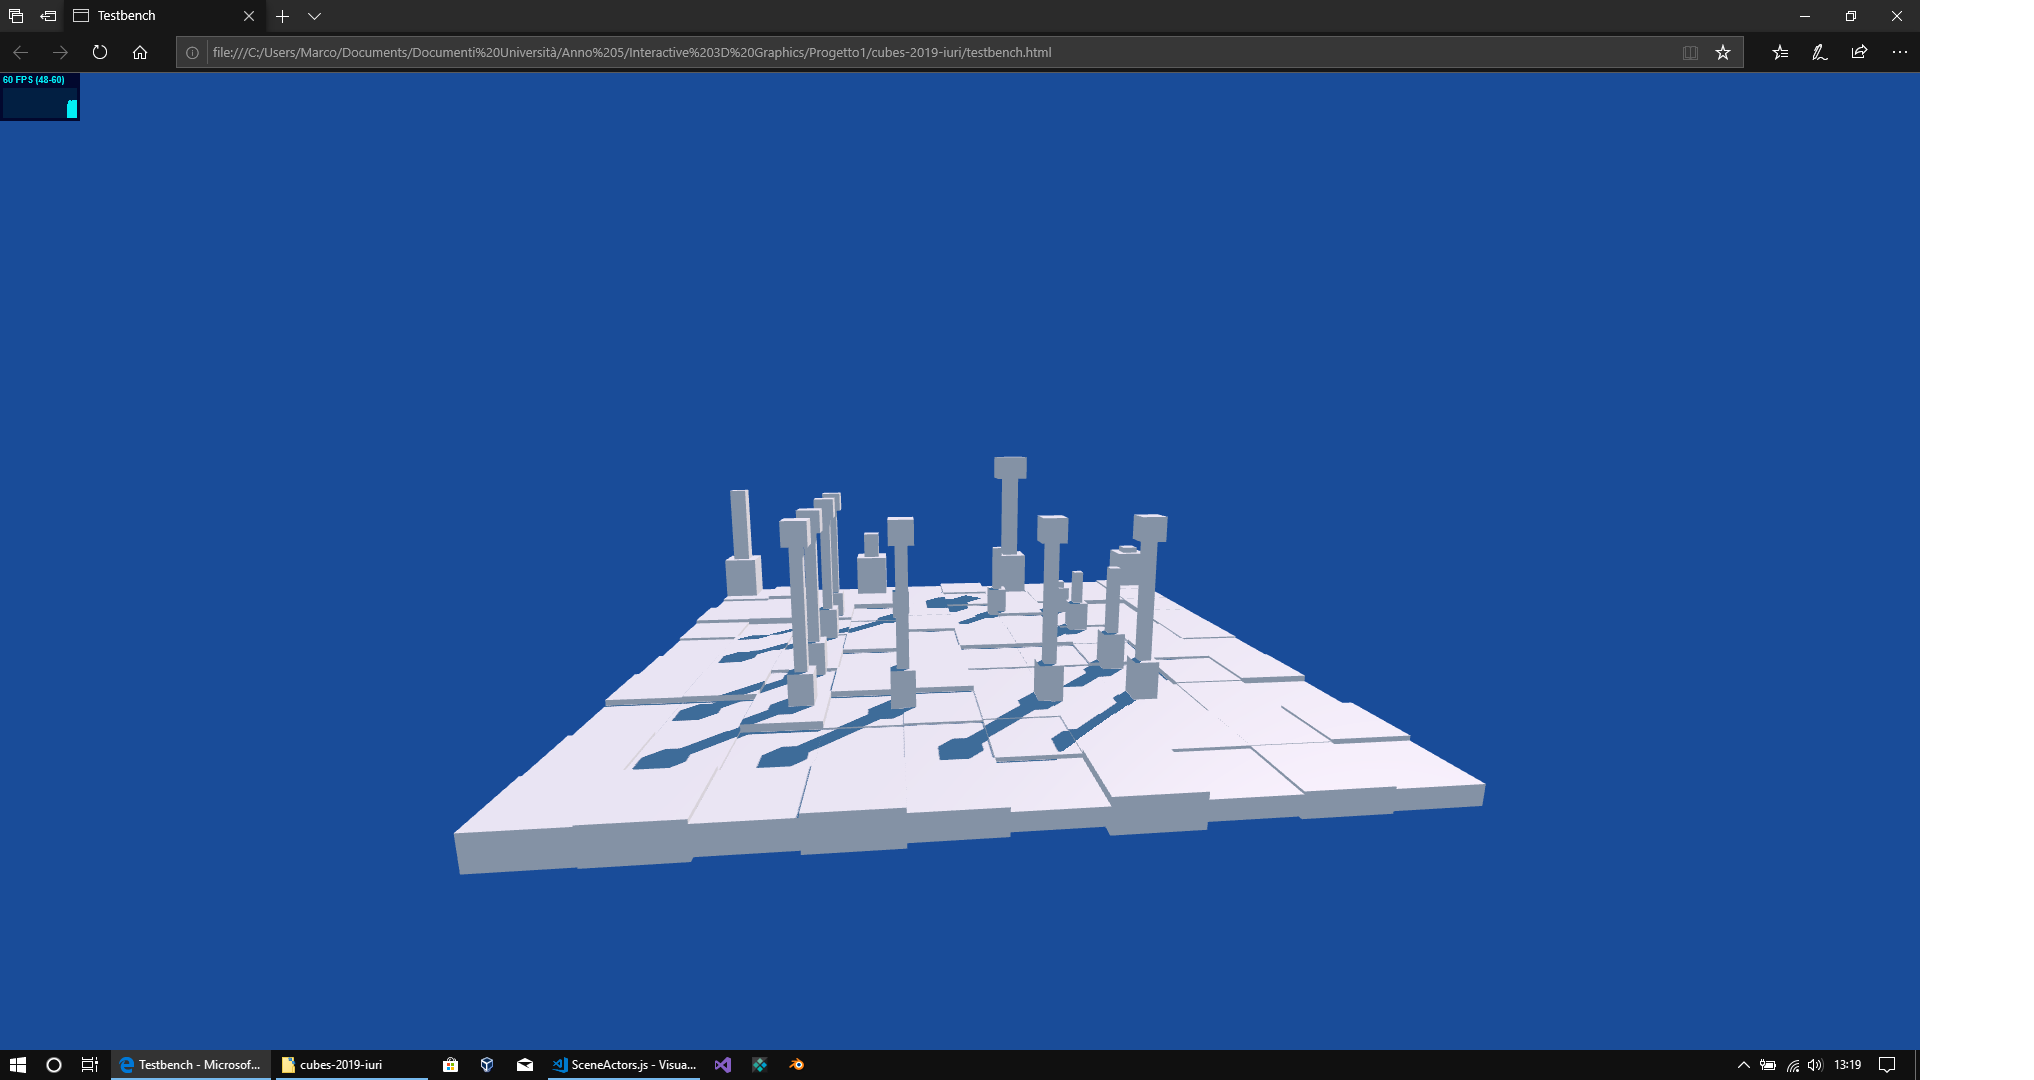 Testbench
file:///C:/Users/Marco/Documents/Documenti%20Università/Anno%205/Interactive%203D%20Graphics/Progetto1/cubes-2019-iuri/testbench.html
60 FPS (48-60)
Testbench - Microsof...
cubes-2019-iuri
SceneActors.js - Visua...
13:19